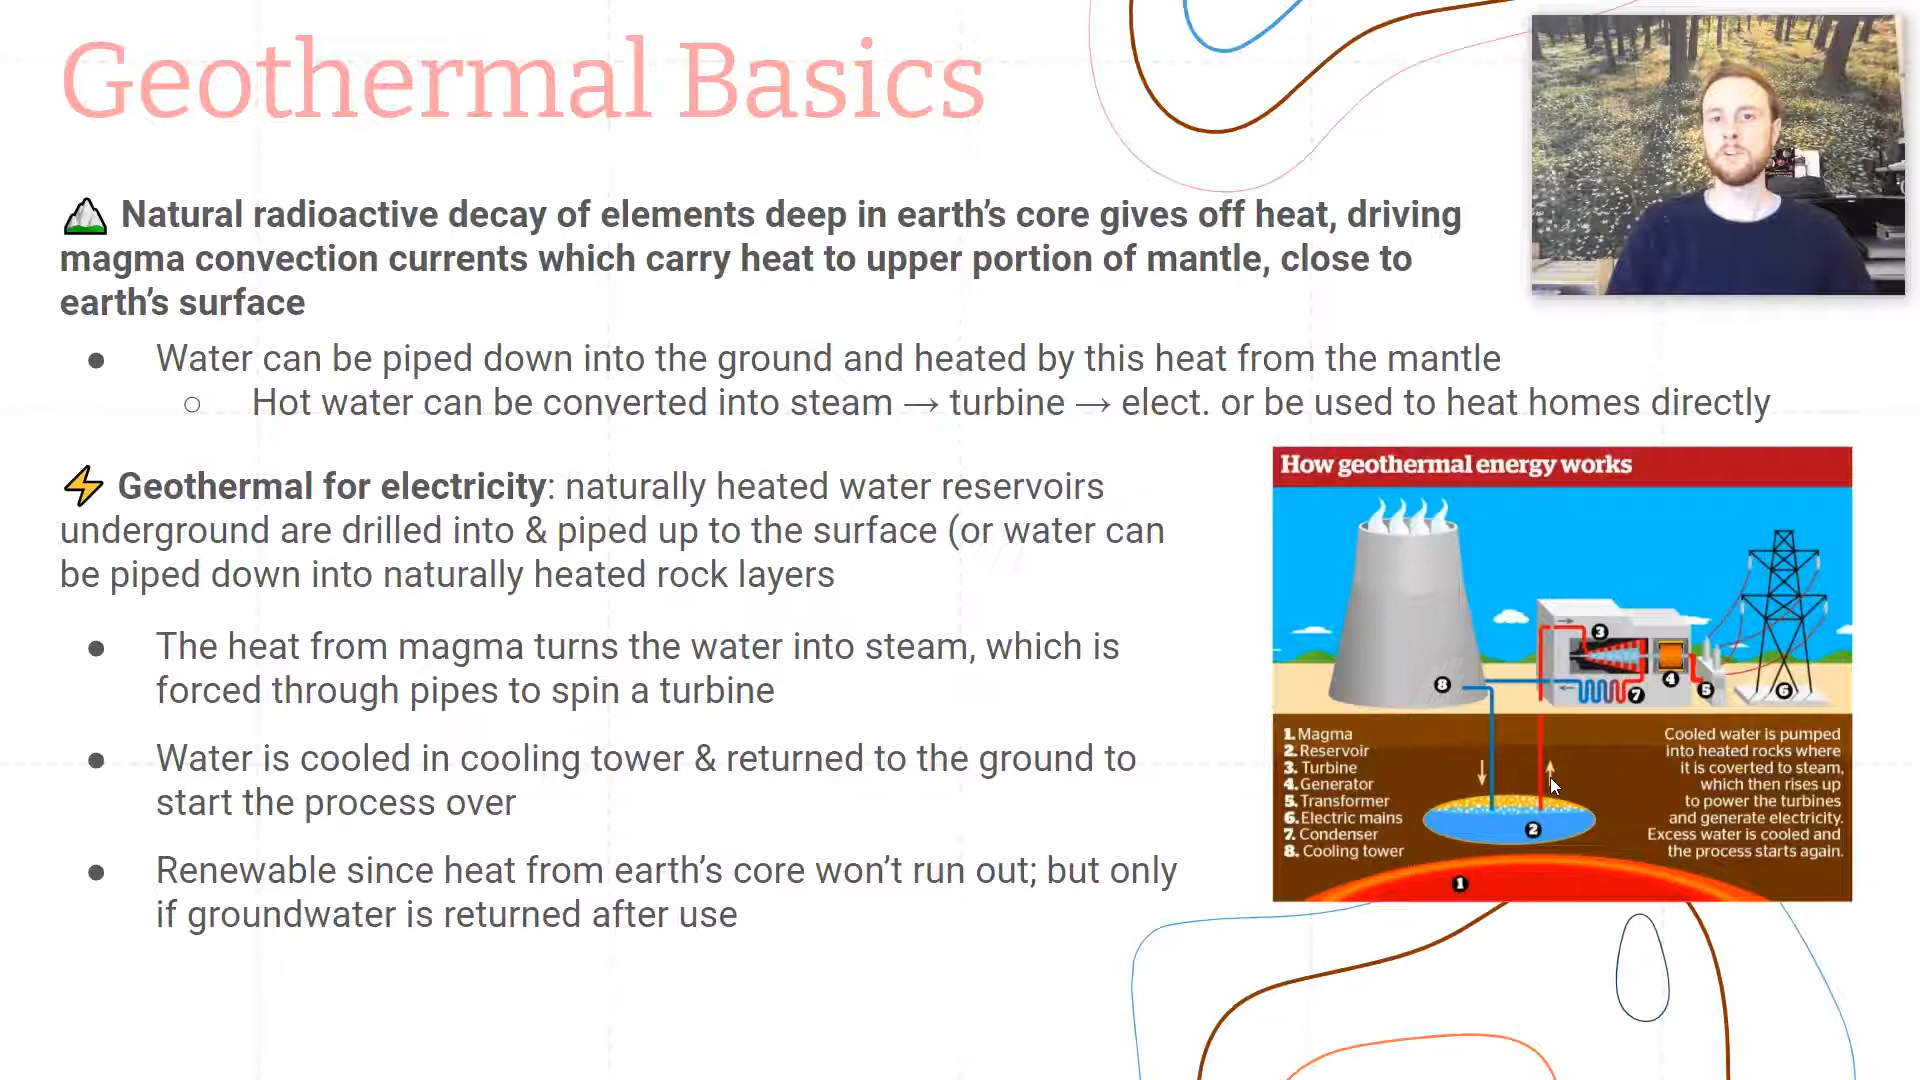 Geothermal Basics
Natural radioactive decay of elements deep in earth’s core gives off heat, driving
magma convection currents which carry heat to upper portion of mantle, close to
earth’s surface
● Water can be piped down into the ground and heated by this heat from the mantle
○ Hot water can be converted into steam → turbine → elect. or be used to heat homes directly
⚡ Geothermal for electricity: naturally heated water reservoirs
underground are drilled into & piped up to the surface (or water can
be piped down into naturally heated rock layers
● The heat from magma turns the water into steam, which is
forced through pipes to spin a turbine
● Water is cooled in cooling tower & returned to the ground to
start the process over
● Renewable since heat from earth’s core won’t run out; but only
if groundwater is returned after use
How geothermal energy works
3
8
7
4
5
6
1. Magma
2. Reservoir
3. Turbine
4. Generator
5. Transformer
6. Electric mains
7. Condenser
8. Cooling tower
Cooled water is pumped
into heated rocks where
it is coverted to steam,
which then rises up
to power the turbines
and generate electricity.
Excess water is cooled and
the process starts again.
2
1